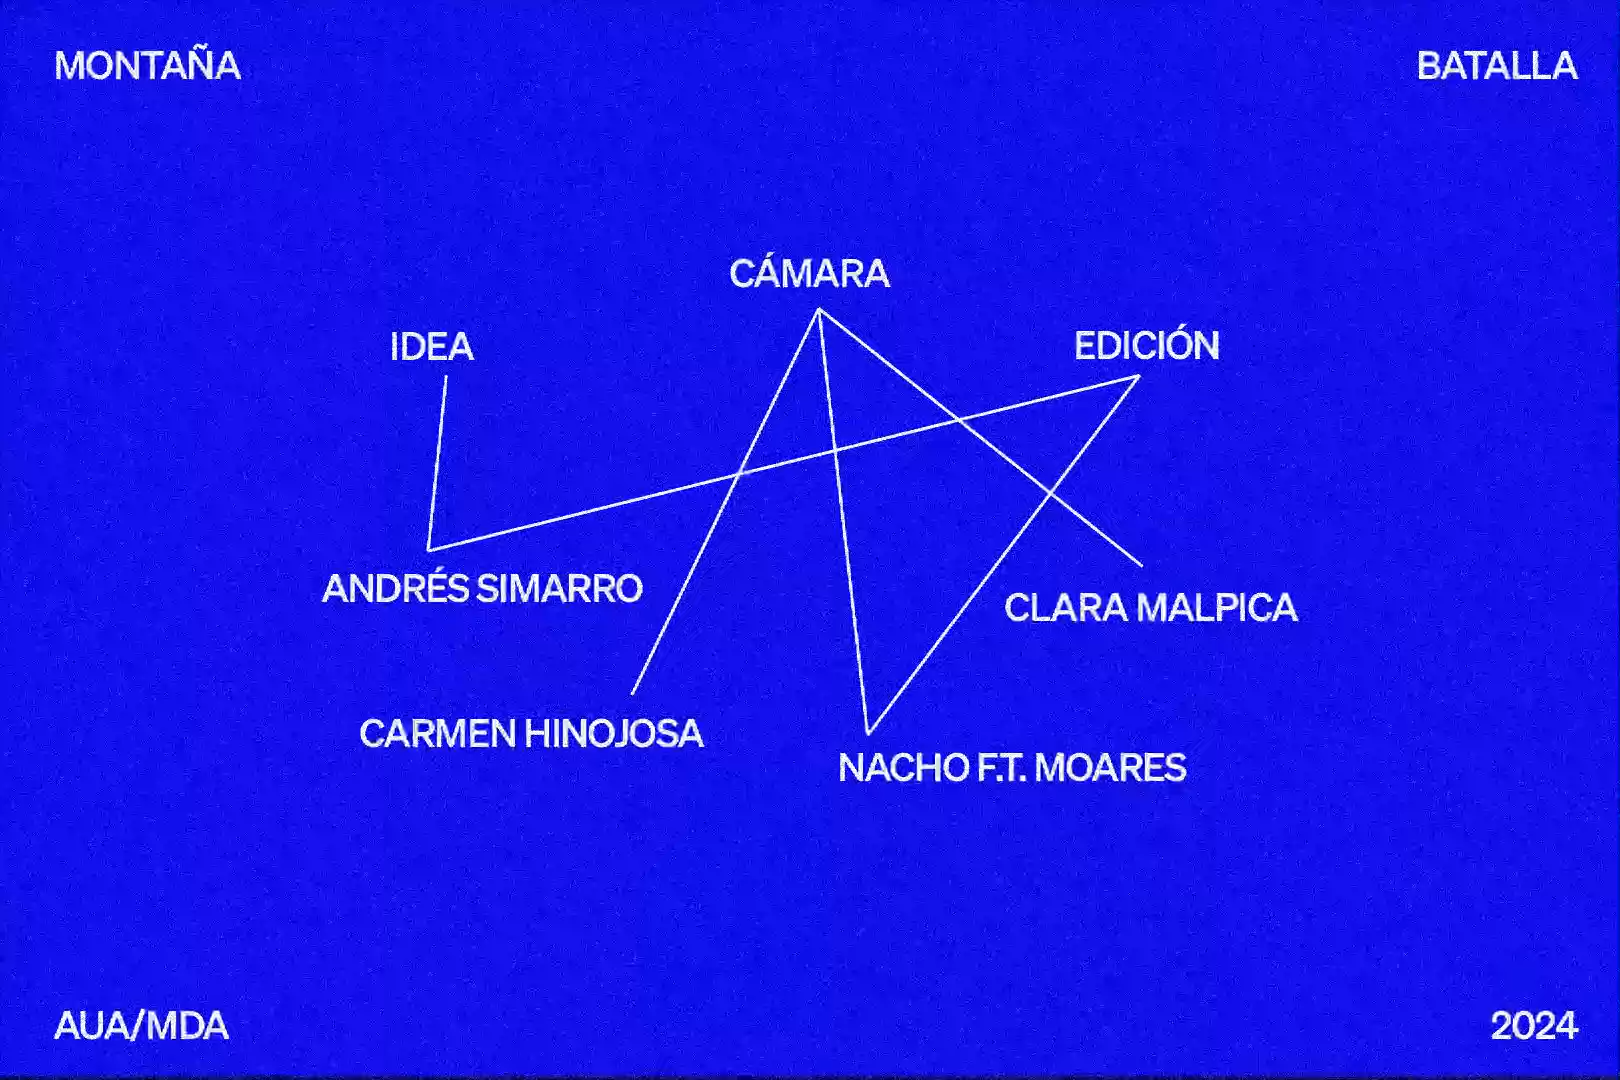 MONTAÑA
BATALLA
CÁMARA
IDEA
EDICIÓN
ANDRÉS SIMARRO
CLARA MALPICA
CARMEN HINOJOSA
NACHO F.T. MOARES
AUA/MDA
2024